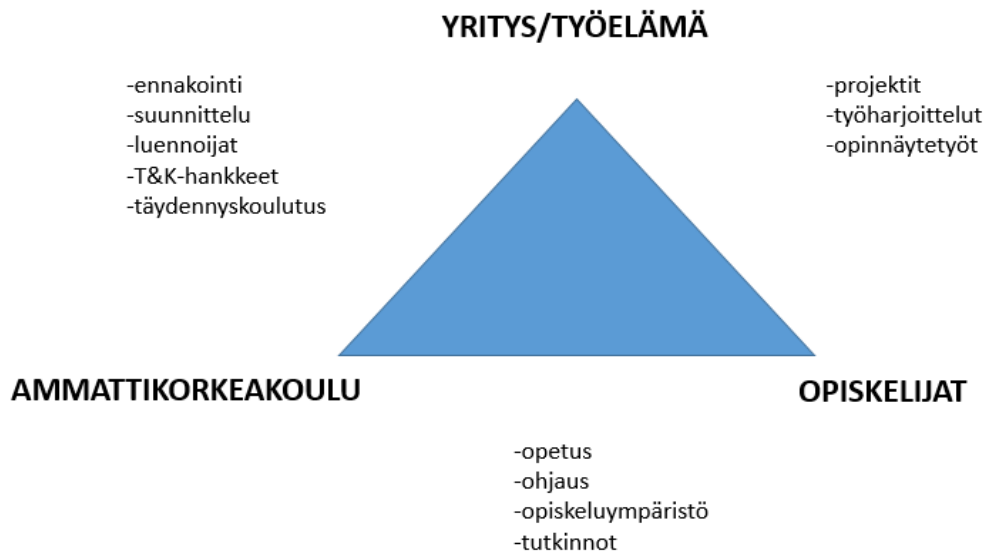 YRITYS/TYÖELÄMÄ
-ennakointi
-suunnittelu
-luennoijat
-T&K-hankkeet
-täydennyskoulutus
-projektit
-työharjoittelut
-opinnäytetyöt
AMMATTIKORKEAKOULU
OPISKELIJAT
-opetus
-ohjaus
-opiskeluympäristö
-tutkinnot